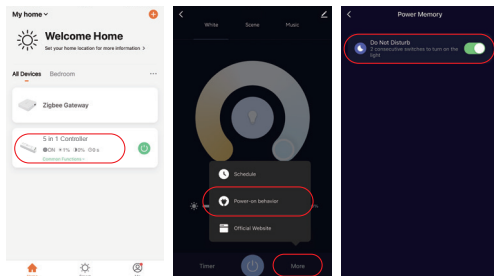 My home
Welcome Home
Set your home location for more information >
All Devices Bedroom ...
Zigbee Gateway
5 in 1 Controller
Common Functions
White Scene Music
Schedule
Power-on behavior
Official Website
Timer More
Power Memory
Do Not Disturb
2 consecutive switches to turn on the
light